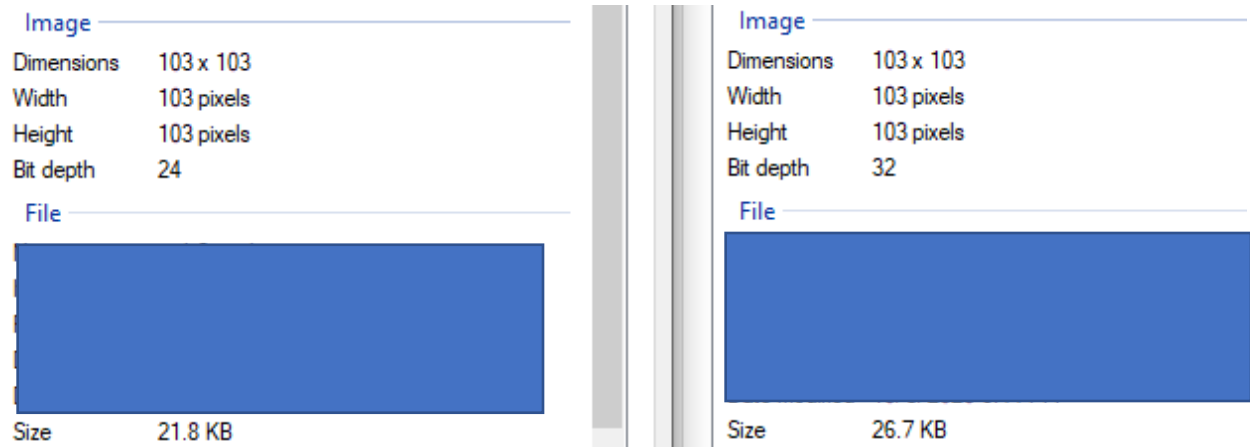 Image
Dimensions 103 x 103
Width 103 pixels
Height 103 pixels
Bit depth 24
File
Size 21.8 KB
Image
Dimensions 103 x 103
Width 103 pixels
Height 103 pixels
Bit depth 32
File
Size 26.7 KB